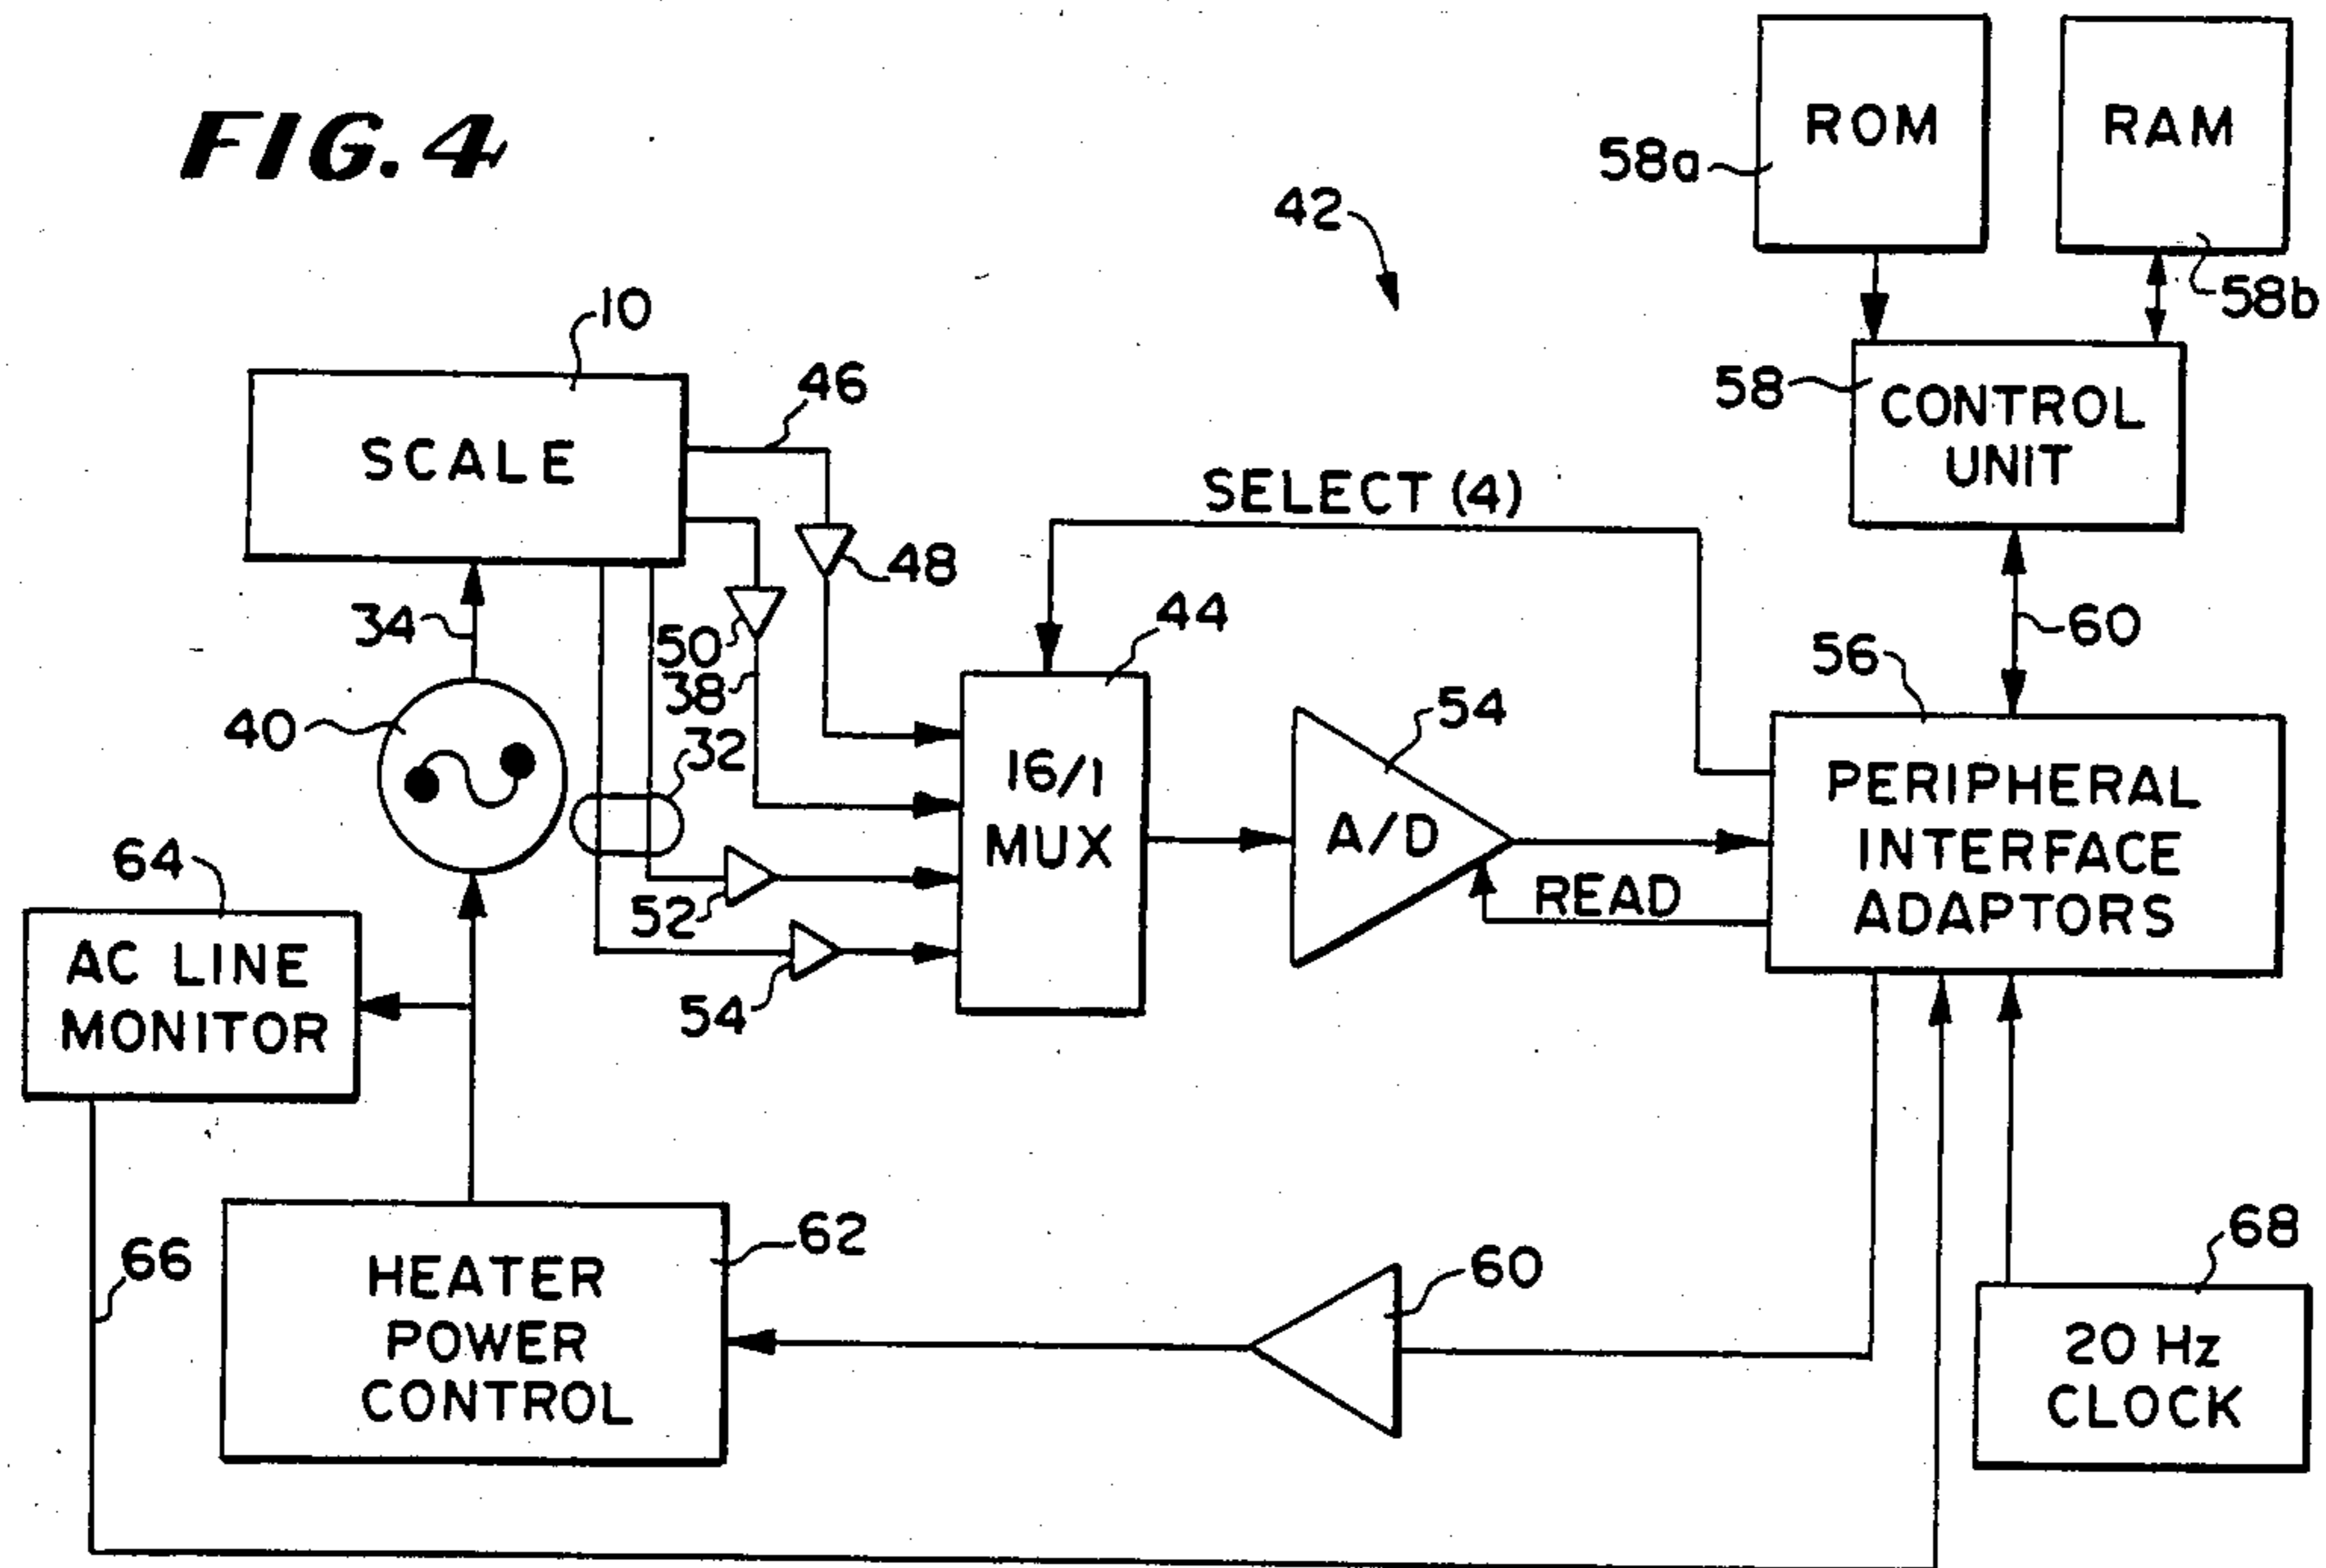 FIG. 4
ROM
RAM
58a
58b
42
10
SCALE
46
48
58
CONTROL
UNIT
SELECT (4)
34
50
38
44
60
56
40
32
54
16/1
MUX
A/D
READ
PERIPHERAL
INTERFACE
ADAPTORS
64
52
54
AC LINE
MONITOR
66
62
HEATER
POWER
CONTROL
60
68
20 Hz
CLOCK